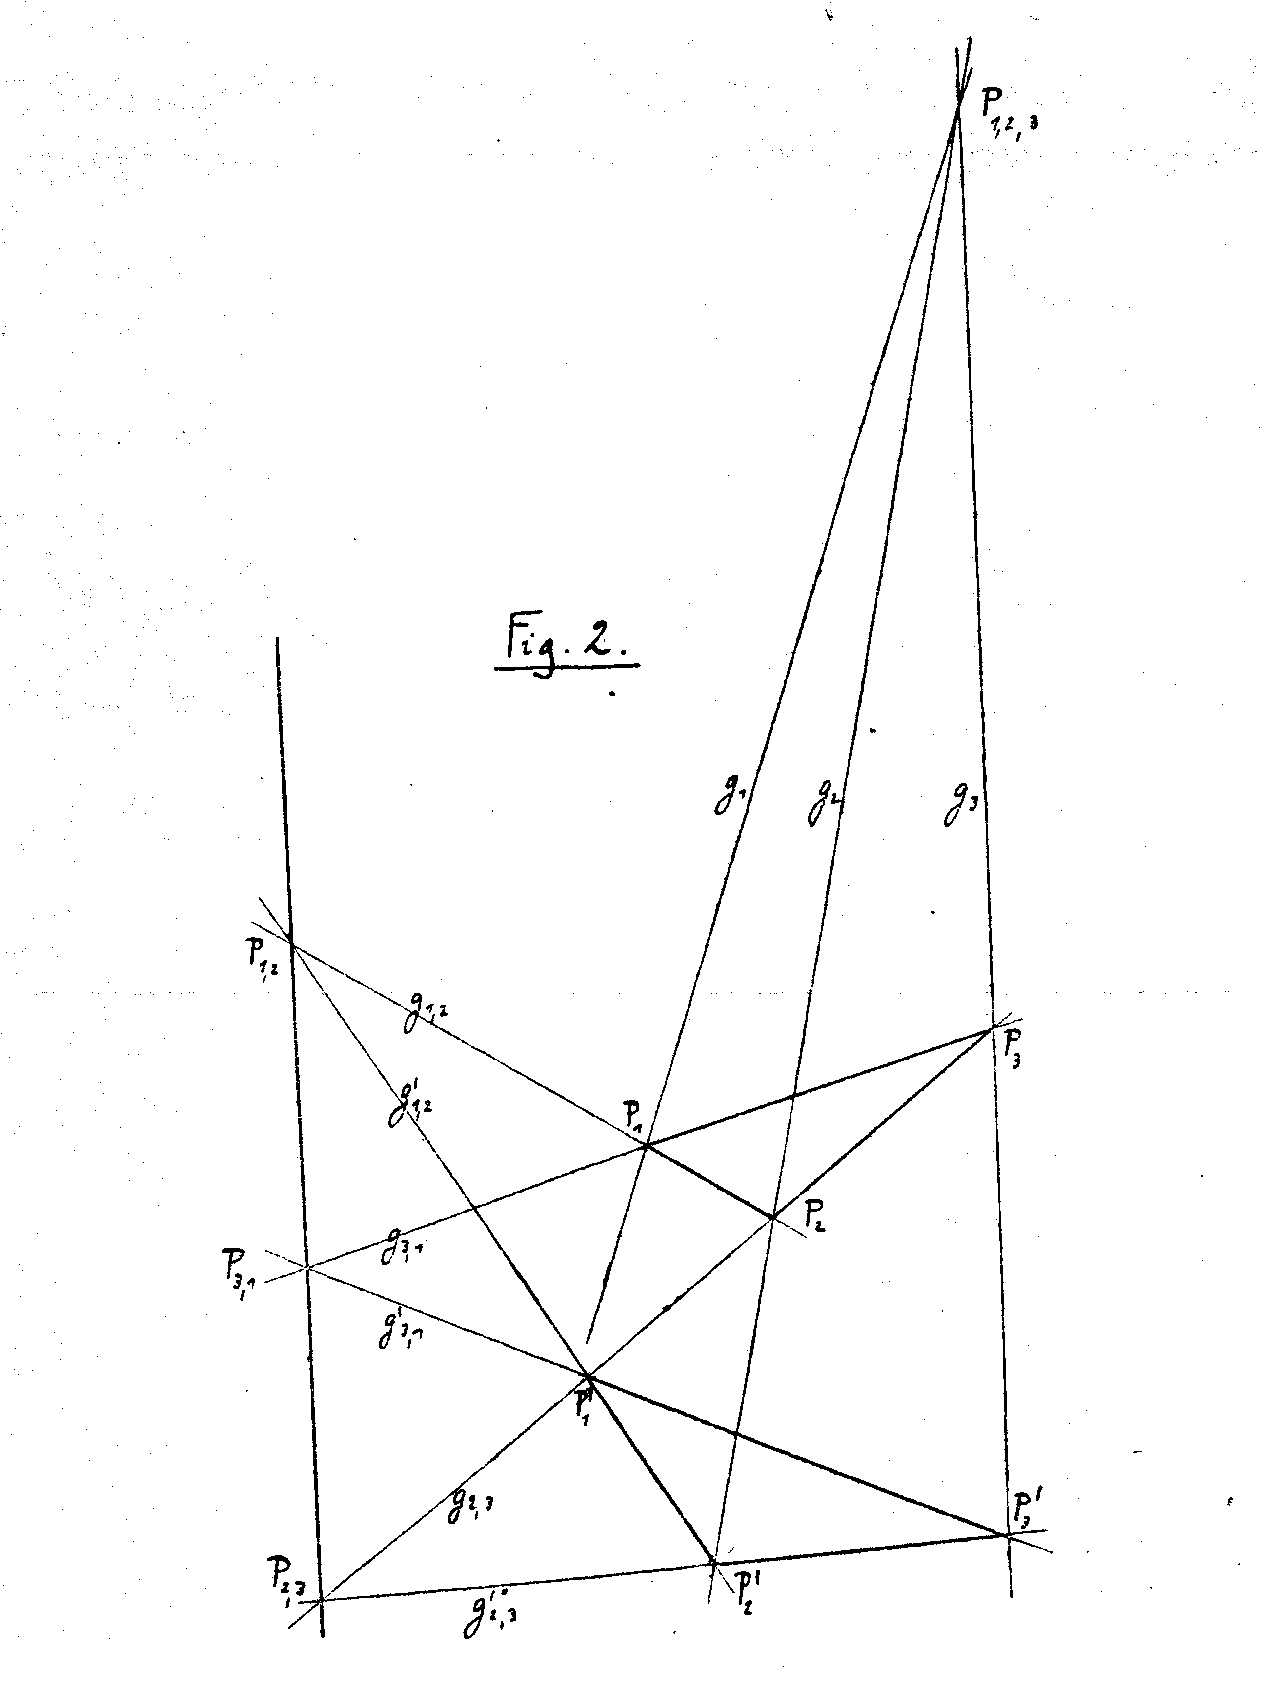 P₁,₂,₃
Fig. 2.
g₁
g₂
g₃
P₁,₂
g₁,₂
P₃
g'₁,₂
P₁
P₂
g₃,₁
P₃,₁
g'₃,₁
P'₁
g₂,₃
P'₃
P₂,₃
P'₂
g'₂,₃